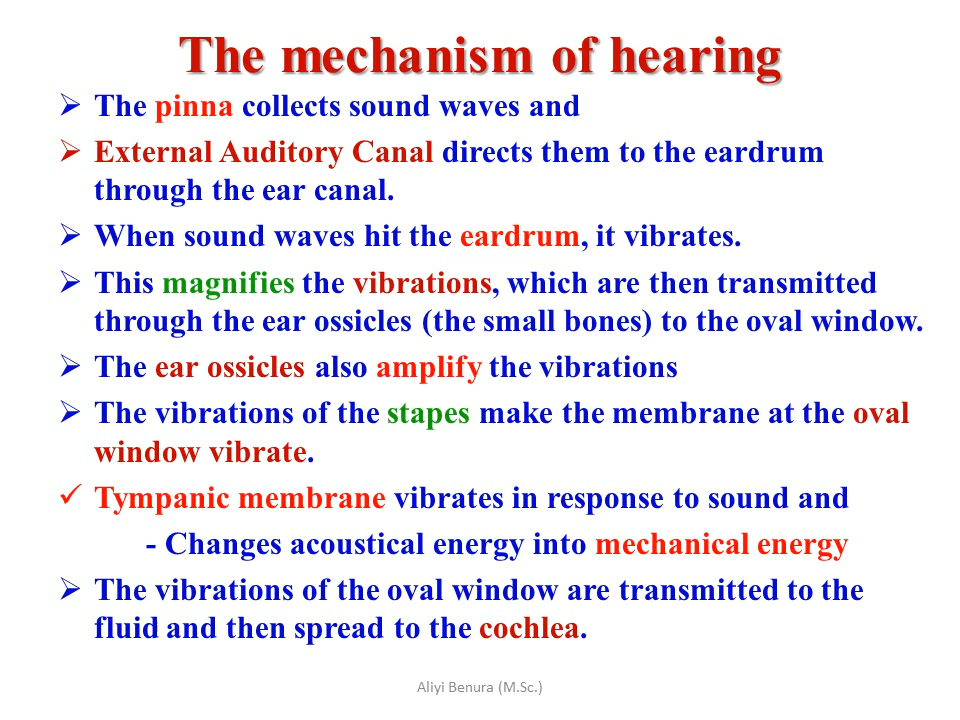 The mechanism of hearing
➢ The pinna collects sound waves and
➢ External Auditory Canal directs them to the eardrum
through the ear canal.
➢ When sound waves hit the eardrum, it vibrates.
➢ This magnifies the vibrations, which are then transmitted
through the ear ossicles (the small bones) to the oval window.
➢ The ear ossicles also amplify the vibrations
➢ The vibrations of the stapes make the membrane at the oval
window vibrate.
✓ Tympanic membrane vibrates in response to sound and
- Changes acoustical energy into mechanical energy
➢ The vibrations of the oval window are transmitted to the
fluid and then spread to the cochlea.
Aliyi Benura (M.Sc.)